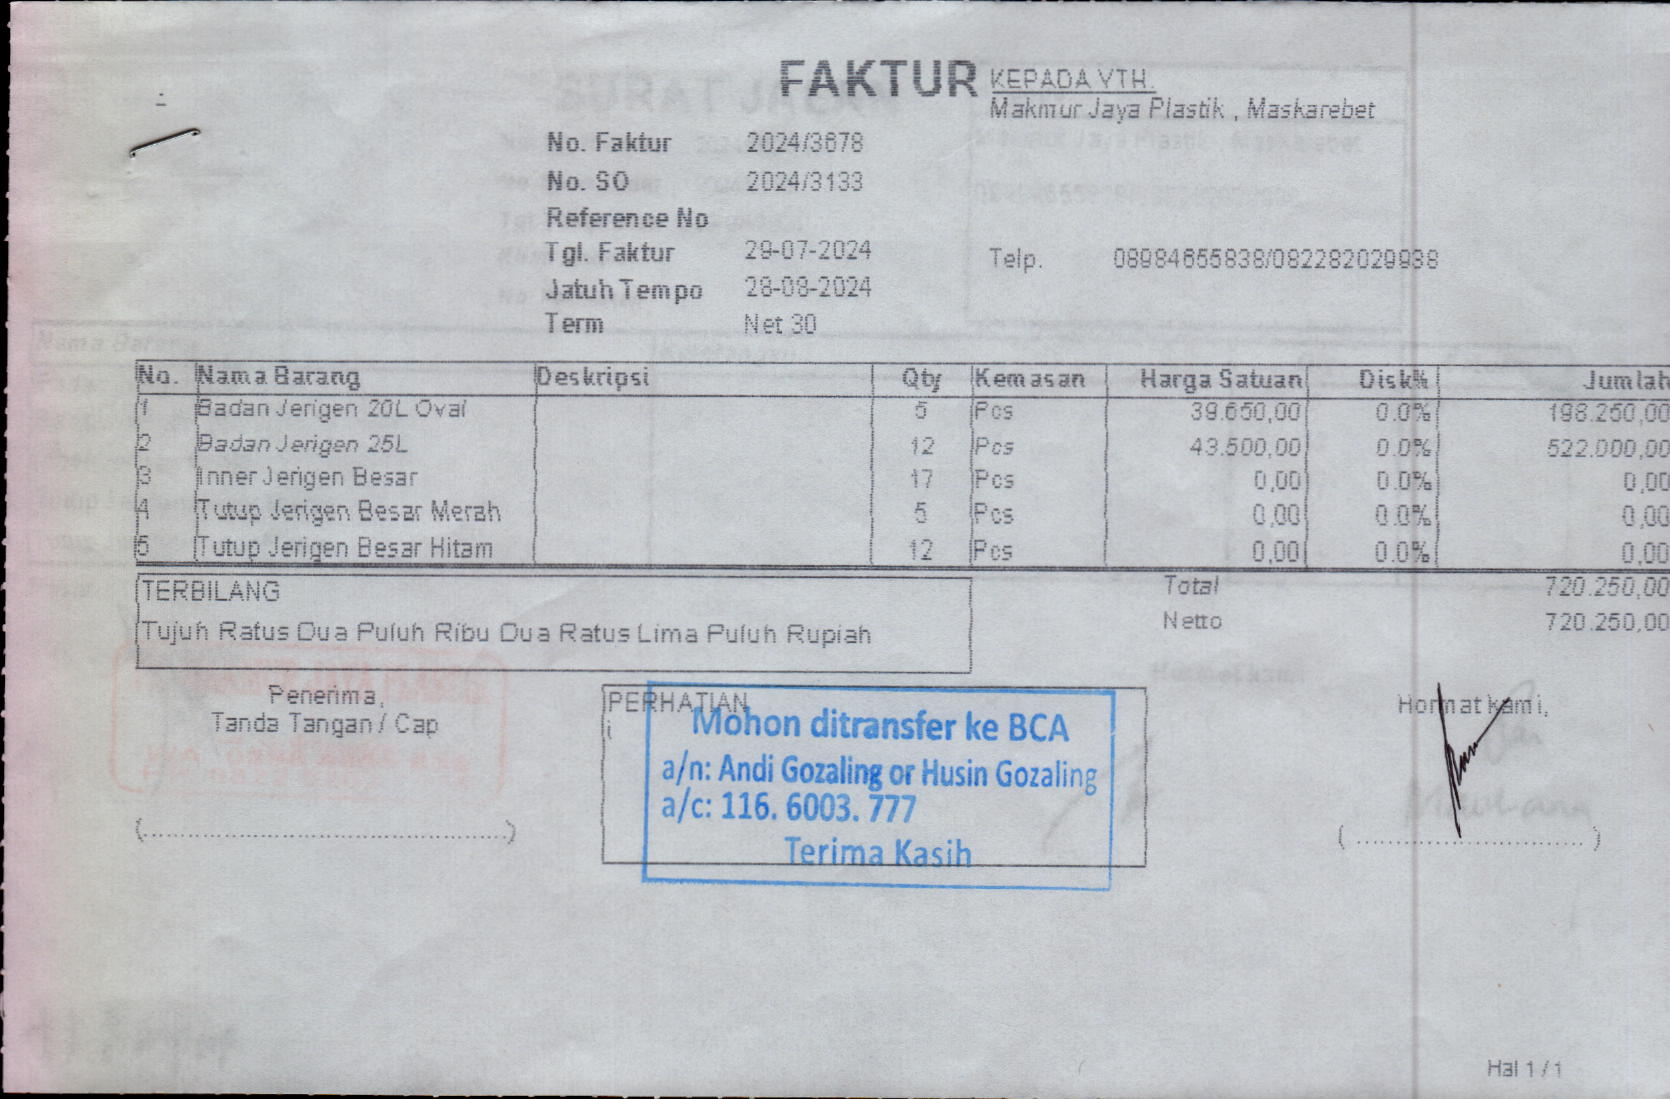 FAKTUR
KEPADA YTH.
Makmur Jaya Plastik , Maskarebet
No. Faktur 2024/3678
No. SO 2024/3133
Reference No
Tgl. Faktur 29-07-2024
Telp. 08984655838/082282029938
Jatuh Tempo 28-08-2024
Term Net 30
No. Nama Barang Deskripsi Qty Kemasan Harga Satuan Disk% Jumlah
1 Badan Jerigen 20L Oval 5 Pcs 39.650,00 0.0% 198.250,00
2 Badan Jerigen 25L 12 Pcs 43.500,00 0.0% 522.000,00
3 Inner Jerigen Besar 17 Pcs 0,00 0.0% 0,00
4 Tutup Jerigen Besar Merah 5 Pcs 0,00 0.0% 0,00
5 Tutup Jerigen Besar Hitam 12 Pcs 0,00 0.0% 0,00
TERBILANG
Tujuh Ratus Dua Puluh Ribu Dua Ratus Lima Puluh Rupiah
Total 720.250,00
Netto 720.250,00
Penerima,
Tanda Tangan / Cap
(................................................)
PERHATIAN
i
Mohon ditransfer ke BCA
a/n: Andi Gozaling or Husin Gozaling
a/c: 116. 6003. 777
Terima Kasih
Hormat kami,
( .............................. )
Hal 1 / 1